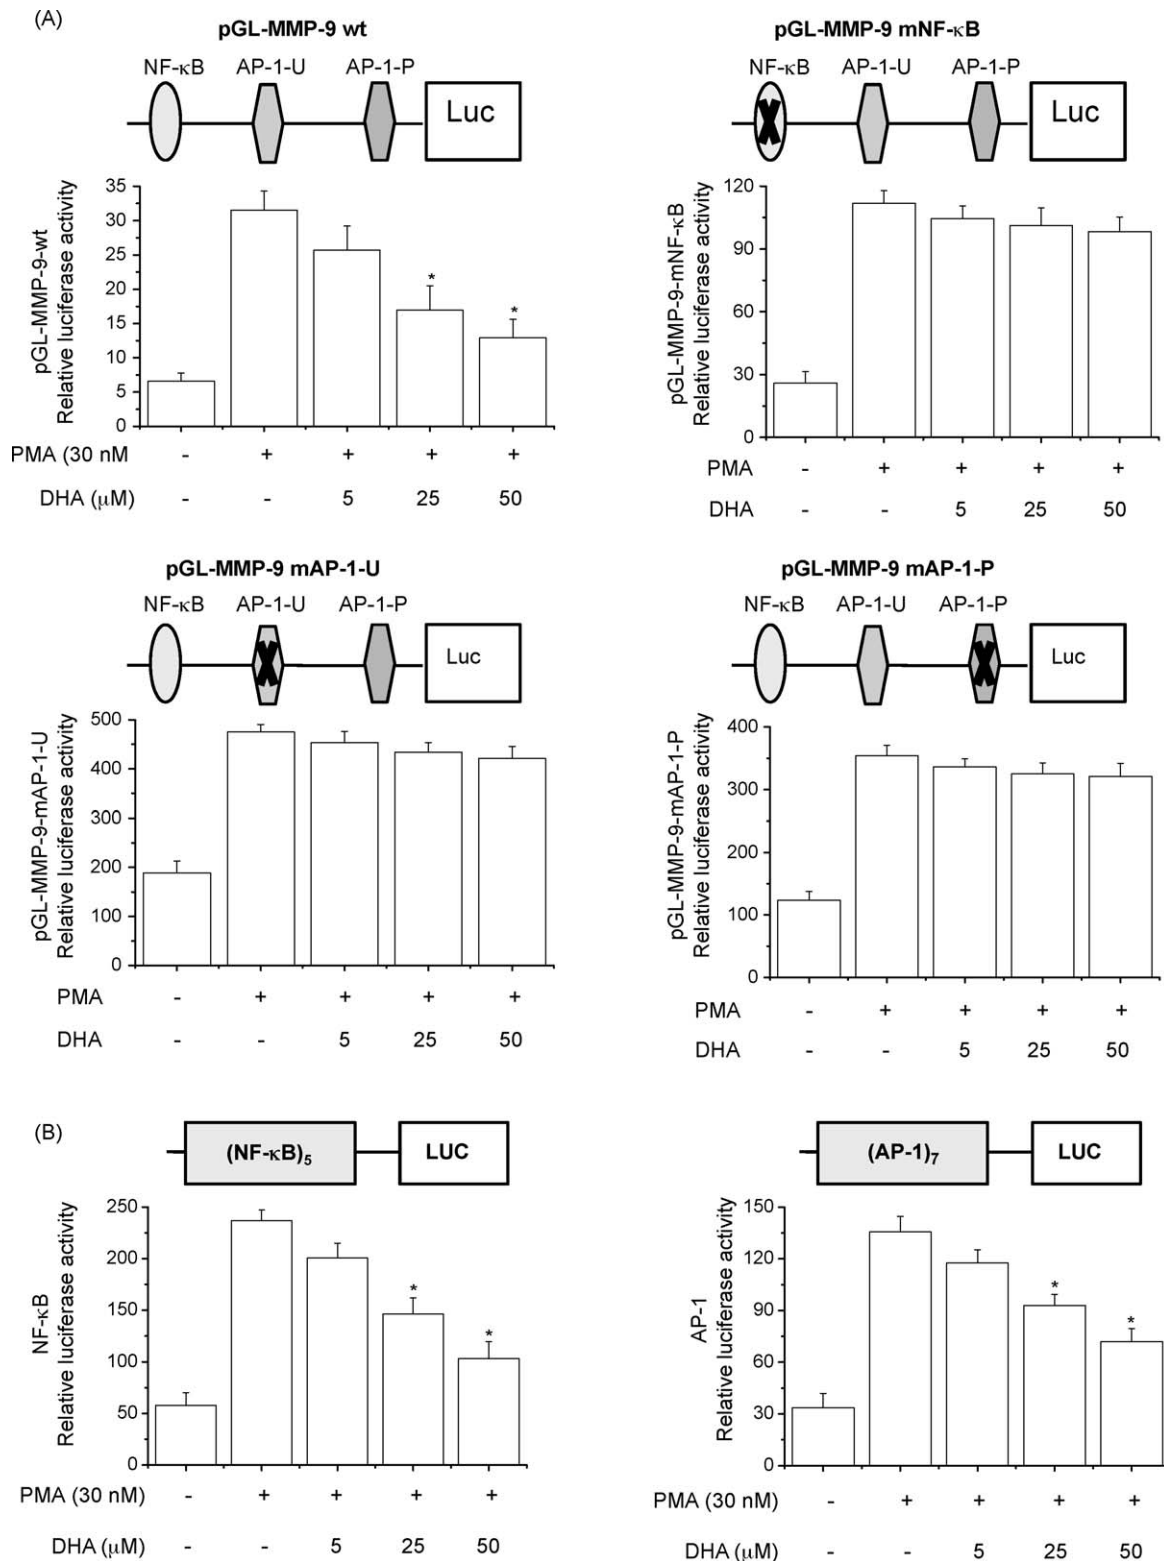 (A)
pGL-MMP-9 wt
NF-κB AP-1-U AP-1-P
Luc
pGL-MMP-9-wt
Relative luciferase activity
35
30
25
20
15
10
5
0
* *
PMA (30 nM - + + + +
DHA (μM) - - 5 25 50
pGL-MMP-9 mNF-κB
NF-κB AP-1-U AP-1-P
Luc
pGL-MMP-9-mNF-κB
Relative luciferase activity
120
90
60
30
0
PMA - + + + +
DHA - - 5 25 50
pGL-MMP-9 mAP-1-U
NF-κB AP-1-U AP-1-P
Luc
pGL-MMP-9-mAP-1-U
Relative luciferase activity
500
400
300
200
100
0
PMA - + + + +
DHA - - 5 25 50
pGL-MMP-9 mAP-1-P
NF-κB AP-1-U AP-1-P
Luc
pGL-MMP-9-mAP-1-P
Relative luciferase activity
400
300
200
100
0
PMA - + + + +
DHA - - 5 25 50
(B)
(NF-κB)₅ LUC
NF-κB
Relative luciferase activity
250
200
150
100
50
0
* *
PMA (30 nM) - + + + +
DHA (μM) - - 5 25 50
(AP-1)₇ LUC
AP-1
Relative luciferase activity
150
120
90
60
30
0
* *
PMA (30 nM) - + + + +
DHA (μM) - - 5 25 50